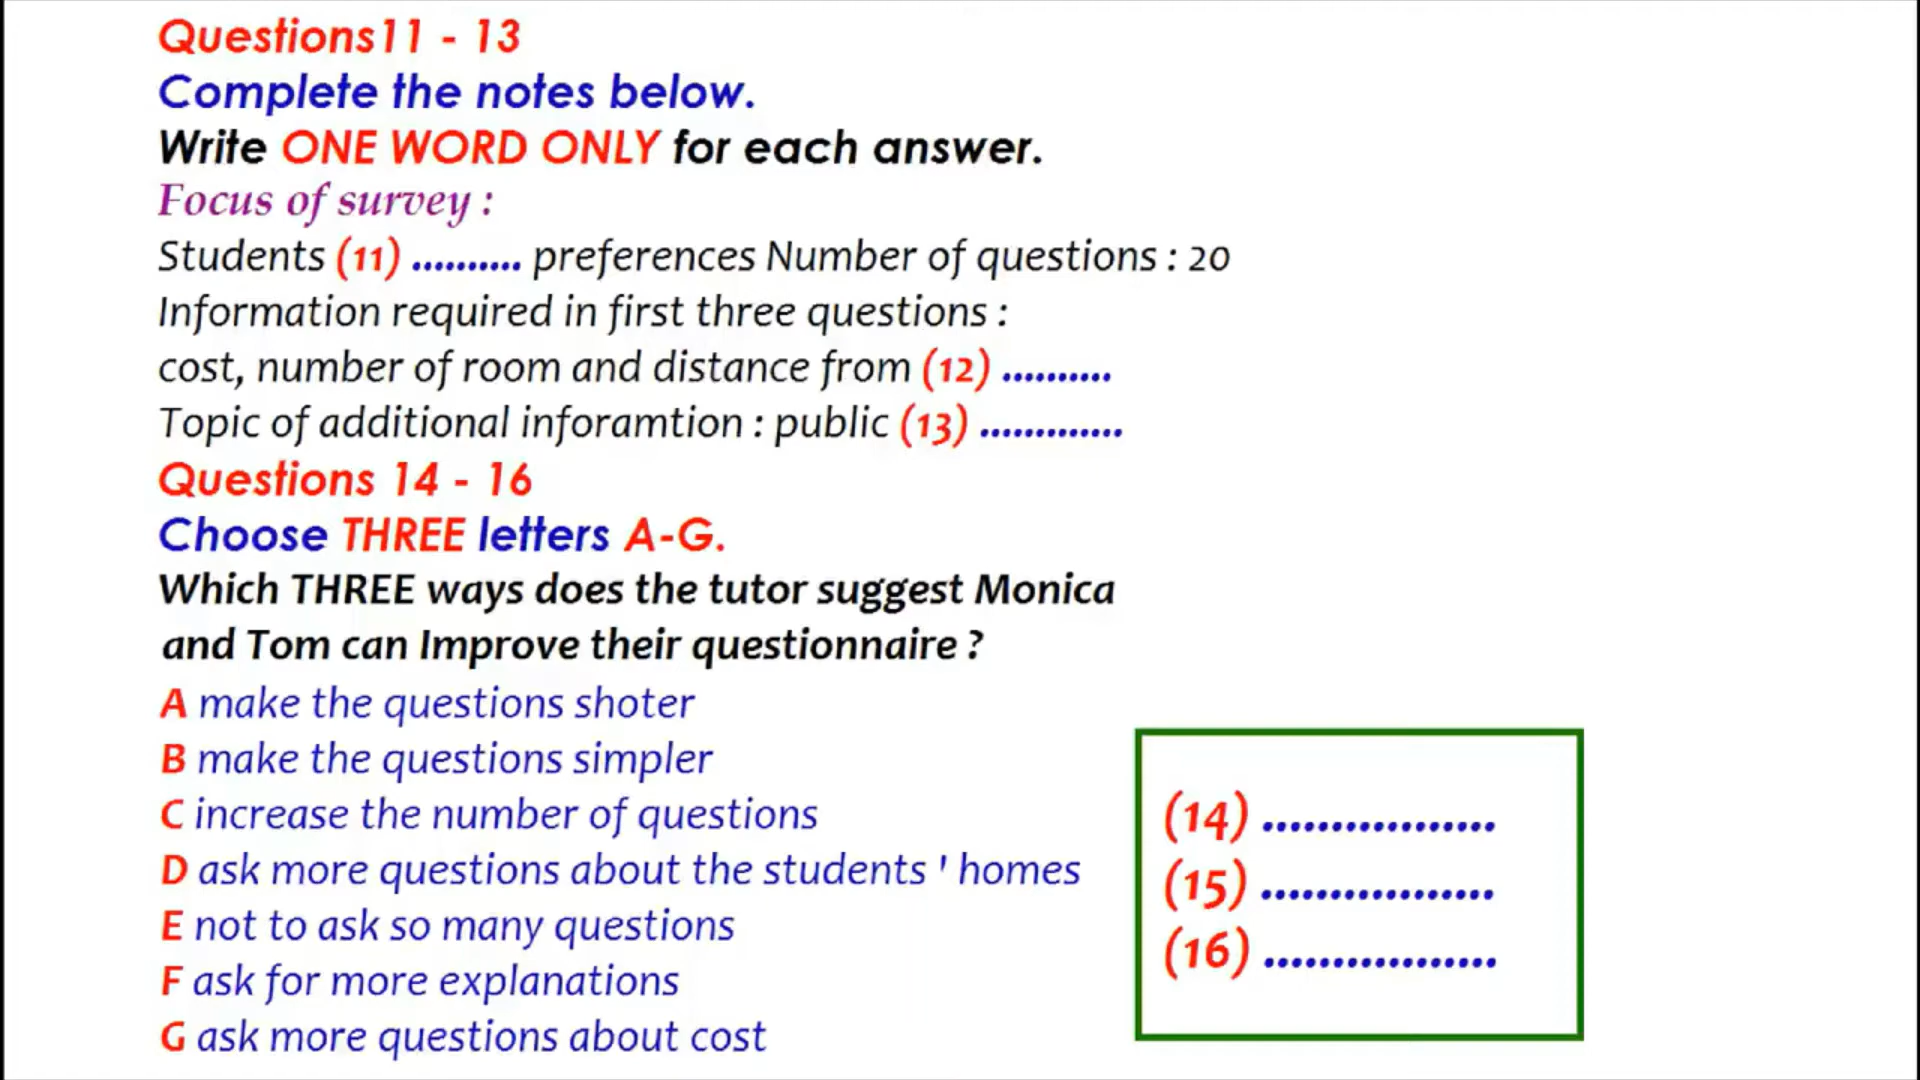 Questions11 - 13
Complete the notes below.
Write ONE WORD ONLY for each answer.
Focus of survey :
Students (11) .......... preferences Number of questions : 20
Information required in first three questions :
cost, number of room and distance from (12) ..........
Topic of additional inforamtion : public (13) .............
Questions 14 - 16
Choose THREE letters A-G.
Which THREE ways does the tutor suggest Monica
and Tom can Improve their questionnaire ?
A make the questions shoter
B make the questions simpler
C increase the number of questions
D ask more questions about the students ' homes
E not to ask so many questions
F ask for more explanations
G ask more questions about cost
(14) .................
(15) .................
(16) .................